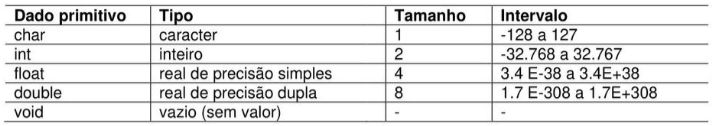 Dado primitivo Tipo Tamanho Intervalo
char caracter 1 -128 a 127
int inteiro 2 -32.768 a 32.767
float real de precisão simples 4 3.4 E-38 a 3.4E+38
double real de precisão dupla 8 1.7 E-308 a 1.7E+308
void vazio (sem valor) - -